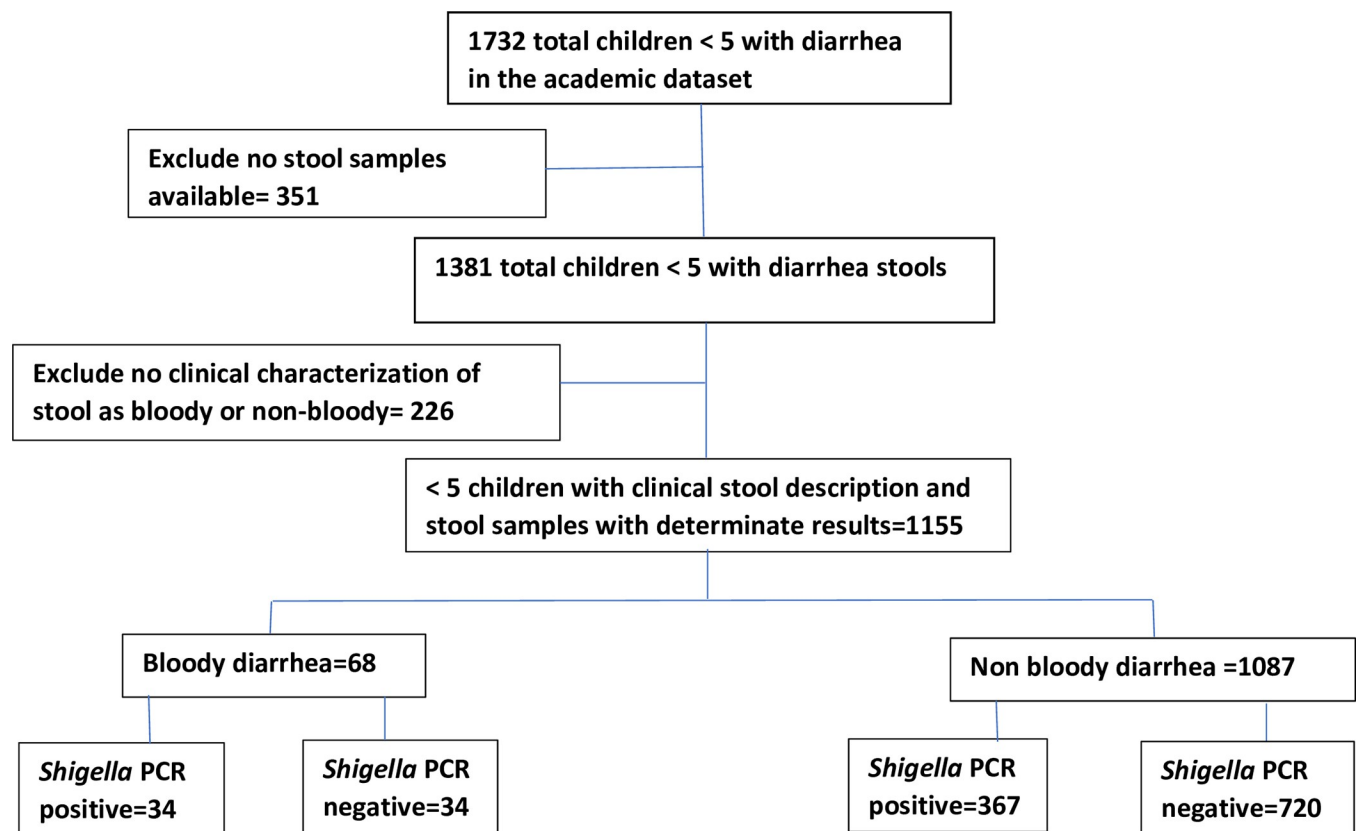 1732 total children < 5 with diarrhea
in the academic dataset
Exclude no stool samples
available= 351
1381 total children < 5 with diarrhea stools
Exclude no clinical characterization of
stool as bloody or non-bloody= 226
< 5 children with clinical stool description and
stool samples with determinate results=1155
Bloody diarrhea=68
Non bloody diarrhea =1087
Shigella PCR
positive=34
Shigella PCR
negative=34
Shigella PCR
positive=367
Shigella PCR
negative=720